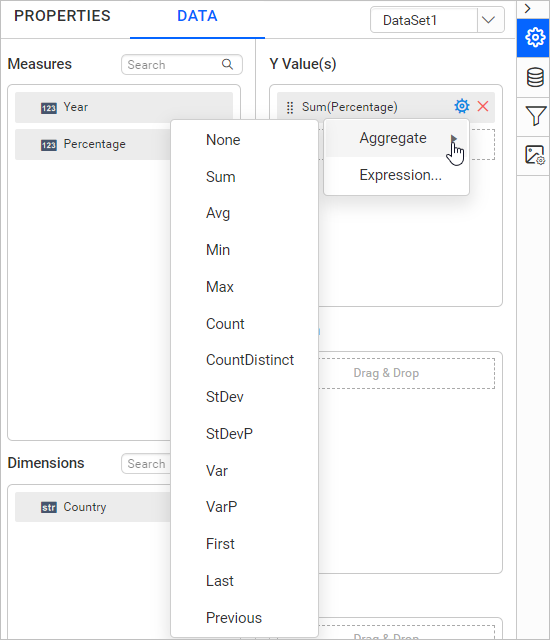 PROPERTIES
DATA
DataSet1
Measures
Search
Y Value(s)
123 Year
Sum(Percentage)
123 Percentage
Aggregate
Expression...
None
Sum
Avg
Min
Max
Count
CountDistinct
StDev
StDevP
Var
VarP
First
Last
Previous
Drag & Drop
Dimensions
Search
str Country
Drag & Drop